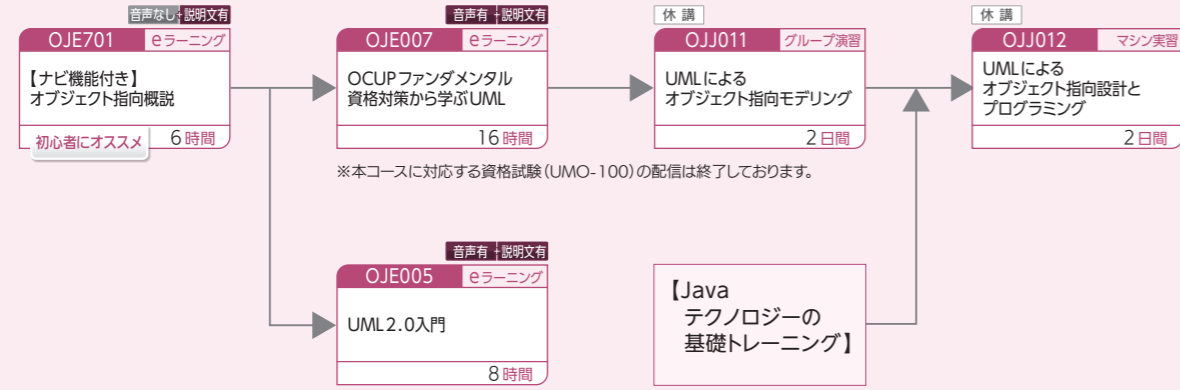 音声なし+説明文有
OJE701 eラーニング
【ナビ機能付き】
オブジェクト指向概説
初心者にオススメ 6時間
音声有+説明文有
OJE007 eラーニング
OCUPファンダメンタル
資格対策から学ぶUML
16時間
※本コースに対応する資格試験(UMO-100)の配信は終了しております。
休講
OJJ011 グループ演習
UMLによる
オブジェクト指向モデリング
2日間
休講
OJJ012 マシン実習
UMLによる
オブジェクト指向設計と
プログラミング
2日間
音声有+説明文有
OJE005 eラーニング
UML2.0入門
8時間
【Java
テクノロジーの
基礎トレーニング】